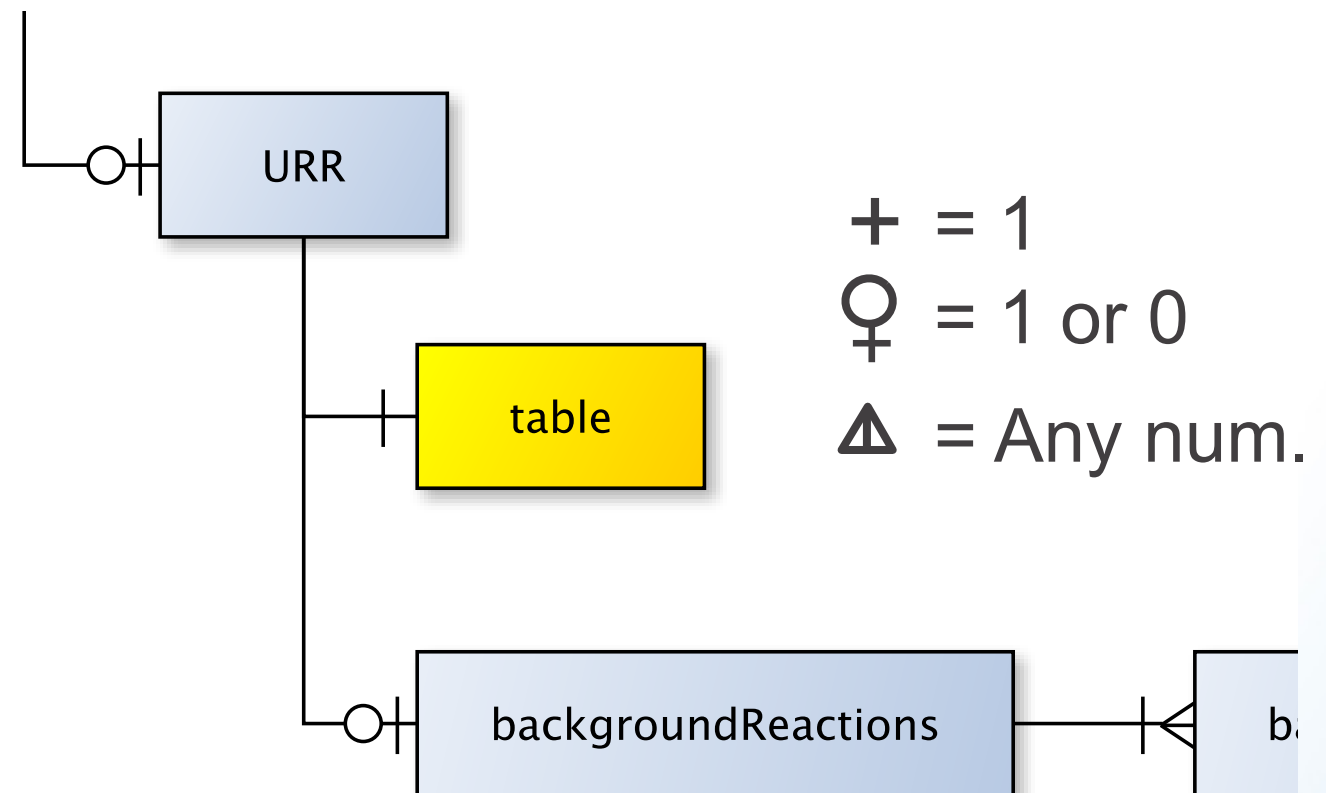 URR
+ = 1
♀ = 1 or 0
= Any num.
table
backgroundReactions